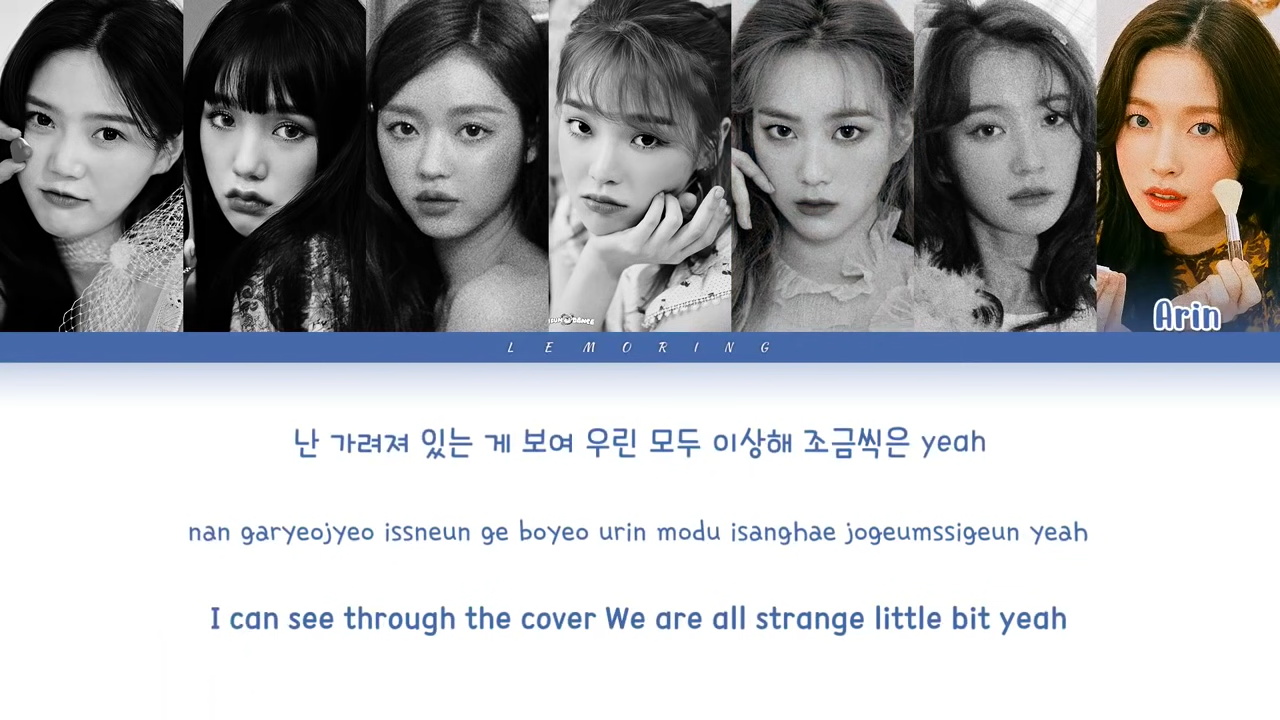 Arin
LEMORING
난 가려져 있는 게 보여 우린 모두 이상해 조금씩은 yeah
nan garyeojyeo issneun ge boyeo urin modu isanghae jogeumssigeun yeah
I can see through the cover We are all strange little bit yeah